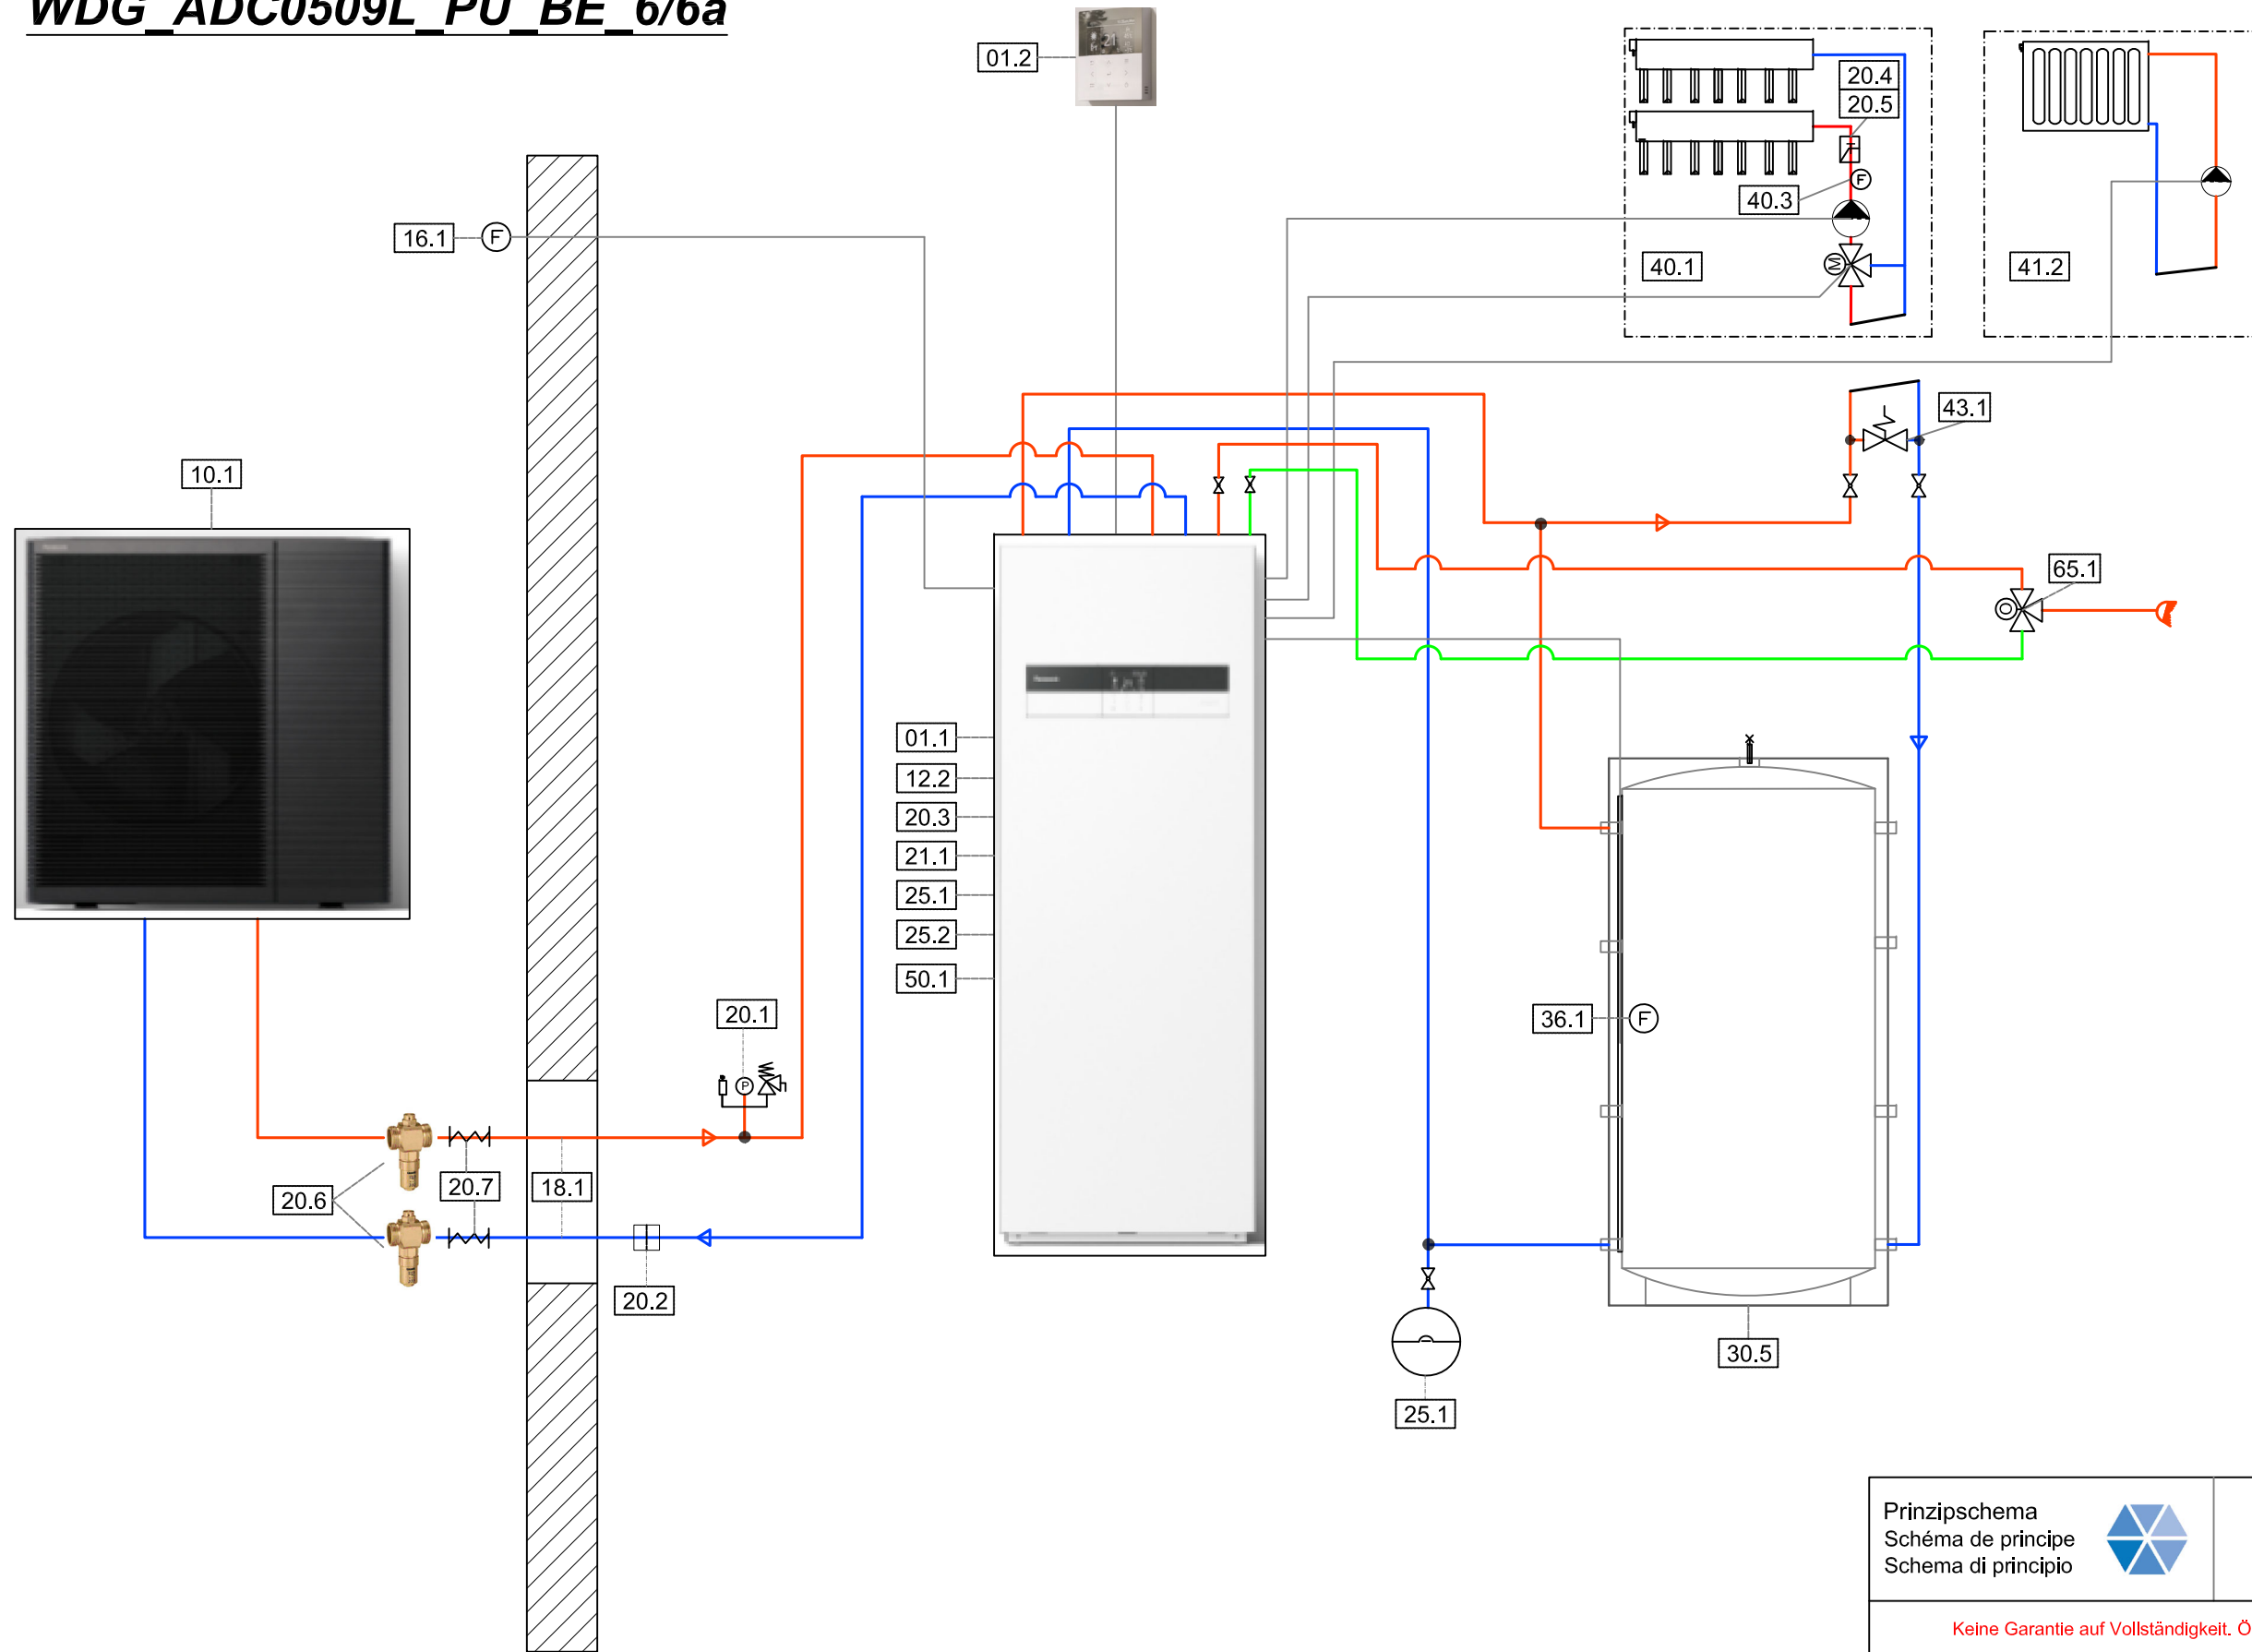 WDG_ADC0509L_PU_BE_6/6a
01.2
20.4
20.5
40.3
16.1
F
F
40.1
M
41.2
43.1
10.1
65.1
01.1
12.2
20.3
21.1
25.1
25.2
50.1
20.1
P
36.1
F
20.6
20.7
18.1
20.2
30.5
25.1
Prinzipschema
Schéma de principe
Schema di principio
Keine Garantie auf Vollständigkeit. Ö